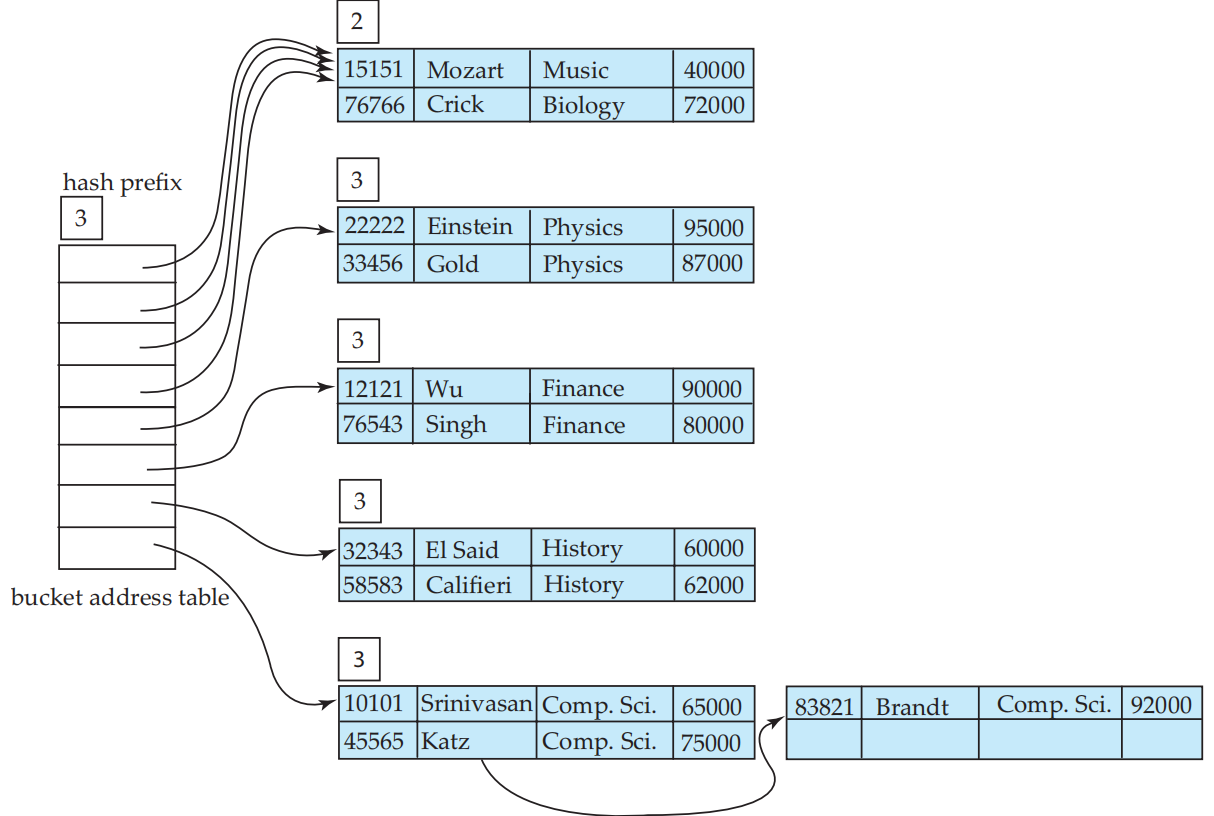 2
15151 Mozart Music 40000
76766 Crick Biology 72000
hash prefix
3
3
22222 Einstein Physics 95000
33456 Gold Physics 87000
3
12121 Wu Finance 90000
76543 Singh Finance 80000
3
32343 El Said History 60000
58583 Califieri History 62000
bucket address table
3
10101 Srinivasan Comp. Sci. 65000
45565 Katz Comp. Sci. 75000
83821 Brandt Comp. Sci. 92000